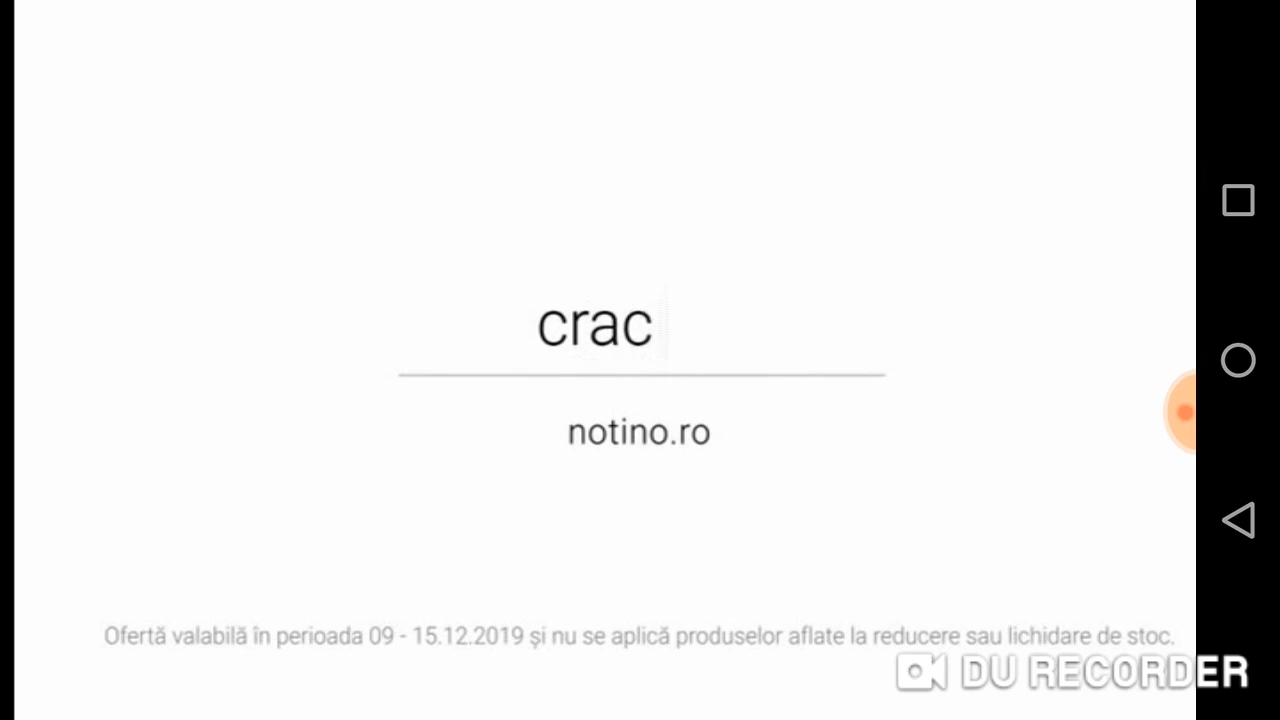 crac
notino.ro
Ofertă valabilă în perioada 09 - 15.12.2019 și nu se aplică produselor aflate la reducere sau lichidare de stoc.
DU RECORDER